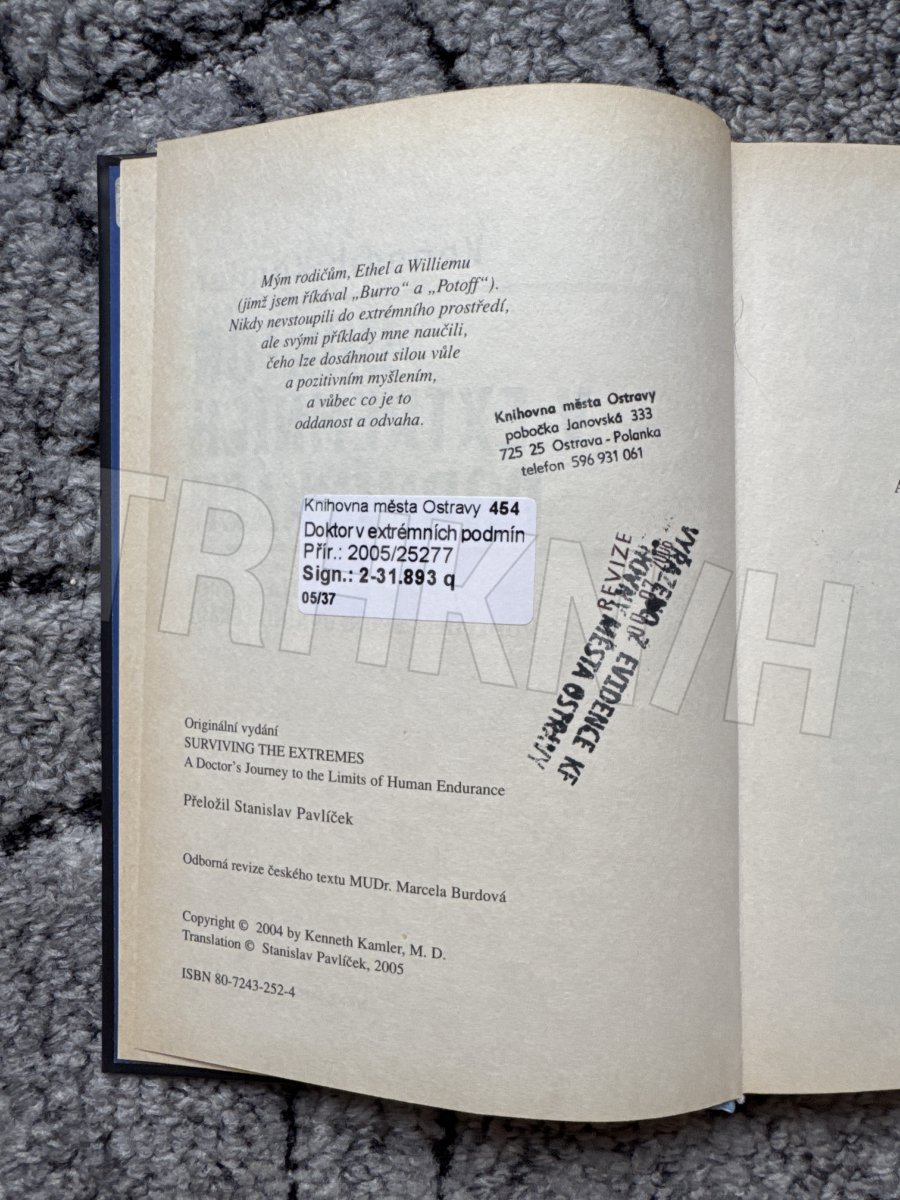 Mým rodičům, Ethel a Williemu
(jimž jsem říkával „Burro“ a „Potoff“).
Nikdy nevstoupili do extrémního prostředí,
ale svými příklady mne naučili,
čeho lze dosáhnout silou vůle
a pozitivním myšlením,
a vůbec co je to
oddanost a odvaha.
Knihovna města Ostravy
pobočka Janovská 333
725 25 Ostrava - Polanka
telefon 596 931 061
Knihovna města Ostravy 454
Doktor v extrémních podmín
Přír.: 2005/25277
Sign.: 2-31.893 q
05/37
REVIZE
VYŘAZENO Z EVIDENCE KF
MĚSTA OSTRAVY
TRHKNIH
Originální vydání
SURVIVING THE EXTREMES
A Doctor's Journey to the Limits of Human Endurance
Přeložil Stanislav Pavlíček
Odborná revize českého textu MUDr. Marcela Burdová
Copyright © 2004 by Kenneth Kamler, M. D.
Translation © Stanislav Pavlíček, 2005
ISBN 80-7243-252-4
A